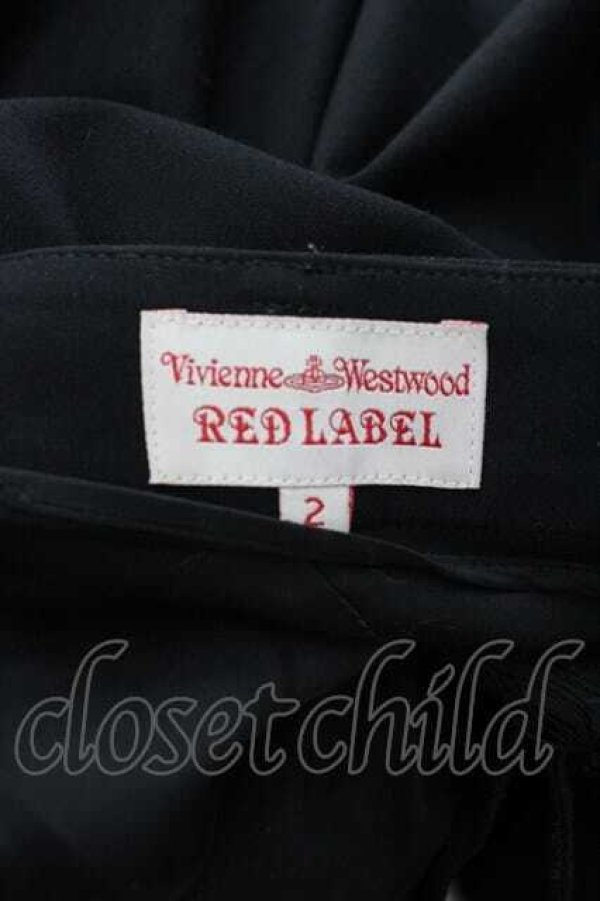 Vivienne Westwood
RED LABEL
2
closetchild